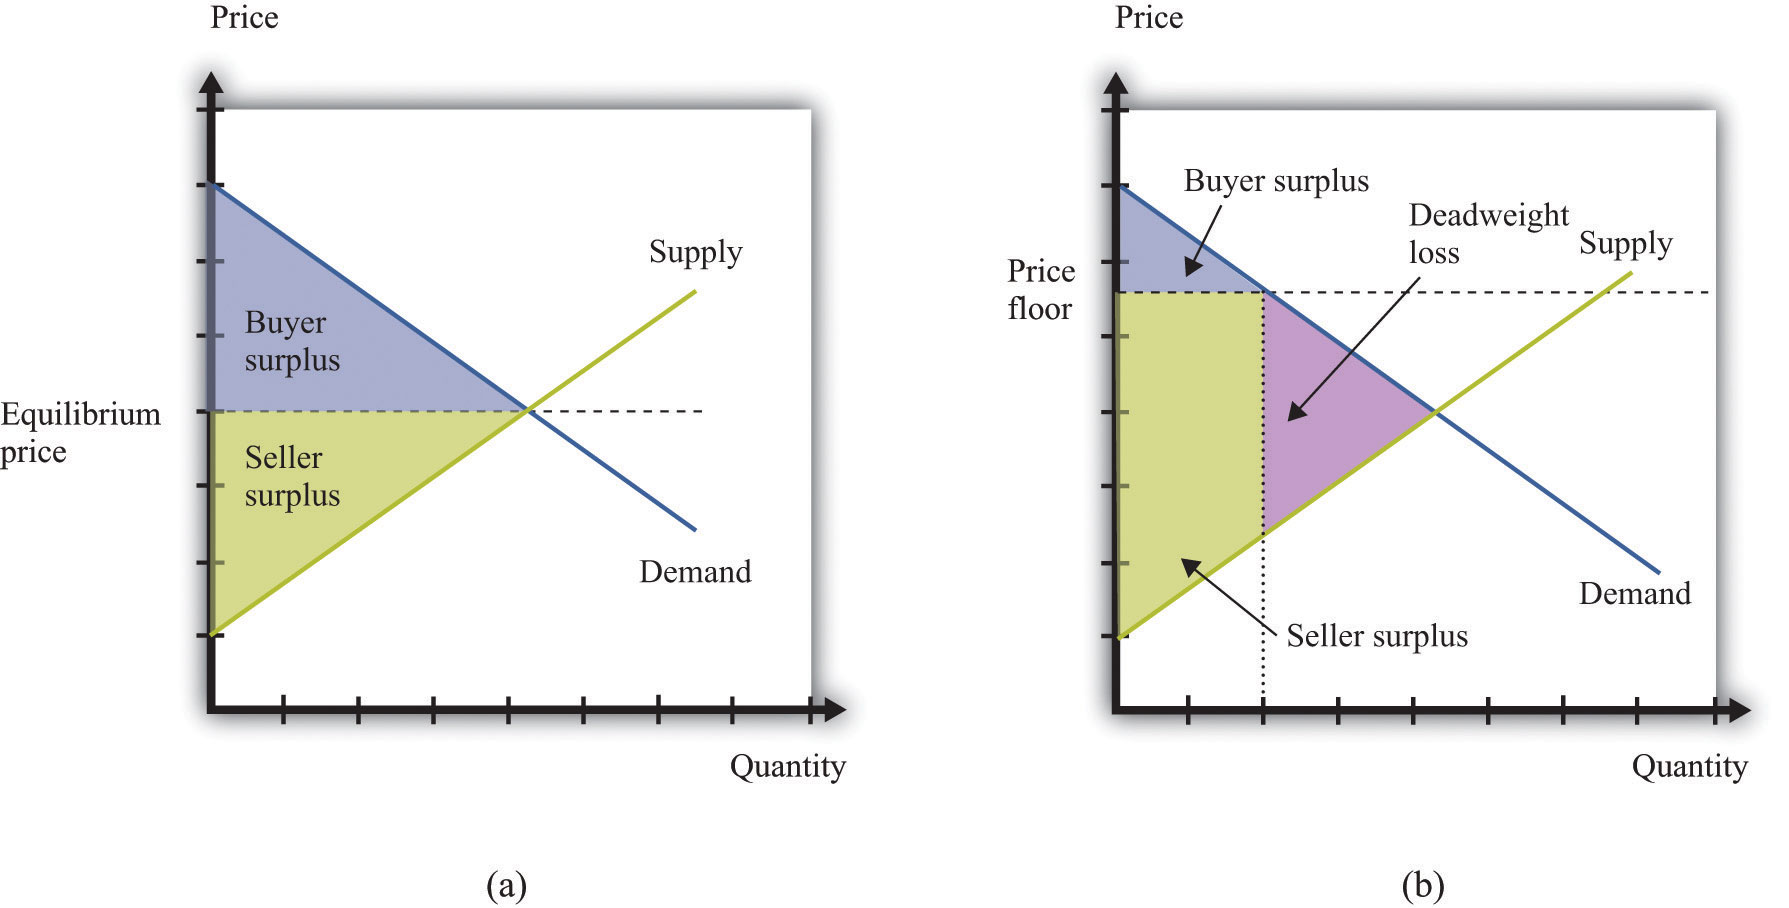 Price
Buyer
surplus
Supply
Equilibrium
price
Seller
surplus
Demand
Quantity
(a)
Price
Buyer surplus
Deadweight
loss
Supply
Price
floor
Seller surplus
Demand
Quantity
(b)